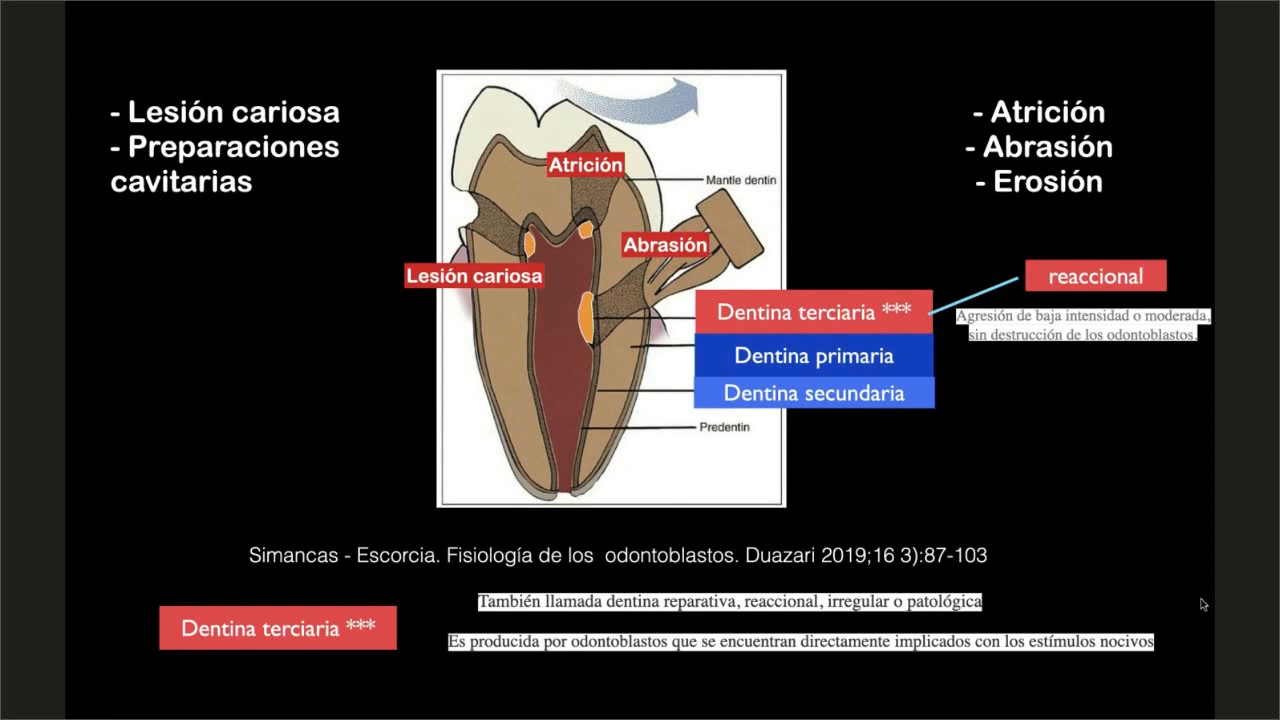 - Lesión cariosa
- Preparaciones
cavitarias
- Atrición
- Abrasión
- Erosión
Atrición
Mantle dentin
Abrasión
Lesión cariosa
reaccional
Dentina terciaria ***
Agresión de baja intensidad o moderada,
sin destrucción de los odontoblastos.
Dentina primaria
Dentina secundaria
Predentin
Simancas - Escorcia. Fisiología de los odontoblastos. Duazari 2019;16 3):87-103
También llamada dentina reparativa, reaccional, irregular o patológica
Dentina terciaria ***
Es producida por odontoblastos que se encuentran directamente implicados con los estímulos nocivos